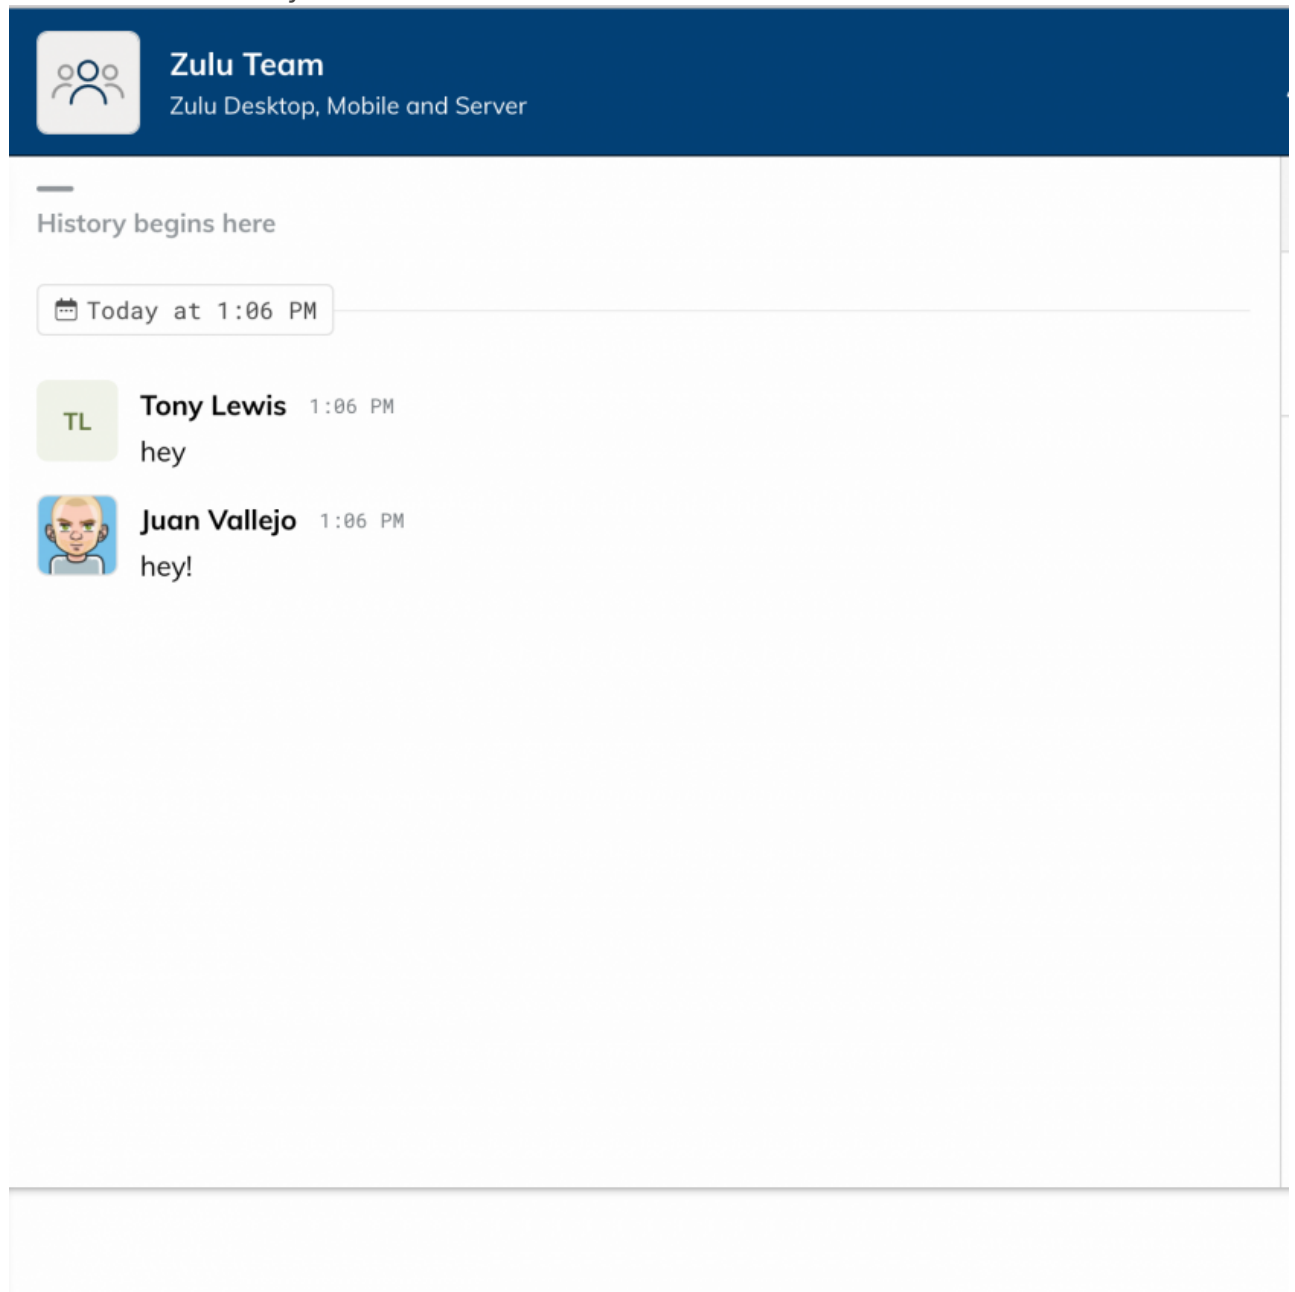 Zulu Team
Zulu Desktop, Mobile and Server
History begins here
Today at 1:06 PM
TL
Tony Lewis 1:06 PM
hey
Juan Vallejo 1:06 PM
hey!